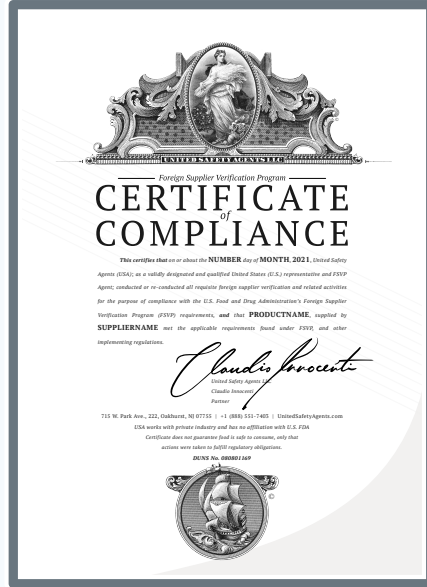 UNITED SAFETY AGENTS LLC
Foreign Supplier Verification Program
CERTIFICATE
of
COMPLIANCE
This certifies that on or about the NUMBER day of MONTH, 2021, United Safety
Agents (USA); as a validly designated and qualified United States (U.S.) representative and FSVP
Agent; conducted or re-conducted all requisite foreign supplier verification and related activities
for the purpose of compliance with the U.S. Food and Drug Administration's Foreign Supplier
Verification Program (FSVP) requirements, and that PRODUCTNAME, supplied by
SUPPLIERNAME met the applicable requirements found under FSVP, and other
implementing regulations.
Claudio Innocenti
United Safety Agents LLC
Claudio Innocenti
Partner
715 W. Park Ave., 222, Oakhurst, NJ 07755 | +1 (888) 551-7403 | UnitedSafetyAgents.com
USA works with private industry and has no affiliation with U.S. FDA
Certificate does not guarantee food is safe to consume, only that
actions were taken to fulfill regulatory obligations.
DUNS No. 080801169
©